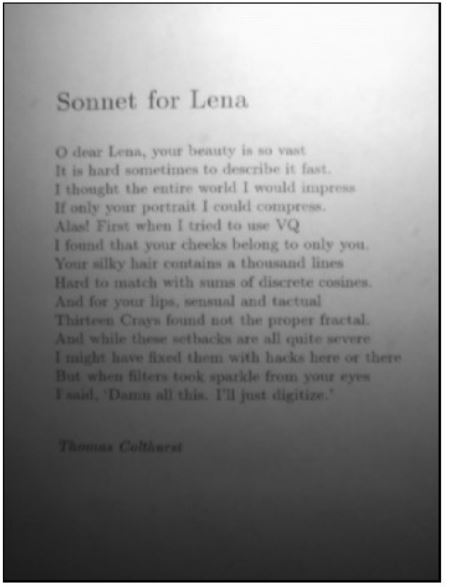 Sonnet for Lena
O dear Lena, your beauty is so vast
It is hard sometimes to describe it fast.
I thought the entire world I would impress
If only your portrait I could compress.
Alas! First when I tried to use VQ
I found that your cheeks belong to only you.
Your silky hair contains a thousand lines
Hard to match with sums of discrete cosines.
And for your lips, sensual and tactual
Thirteen Crays found not the proper fractal.
And while these setbacks are all quite severe
I might have fixed them with hacks here or there
But when filters took sparkle from your eyes
I said, 'Damn all this. I'll just digitize.'
Thomas Colthurst